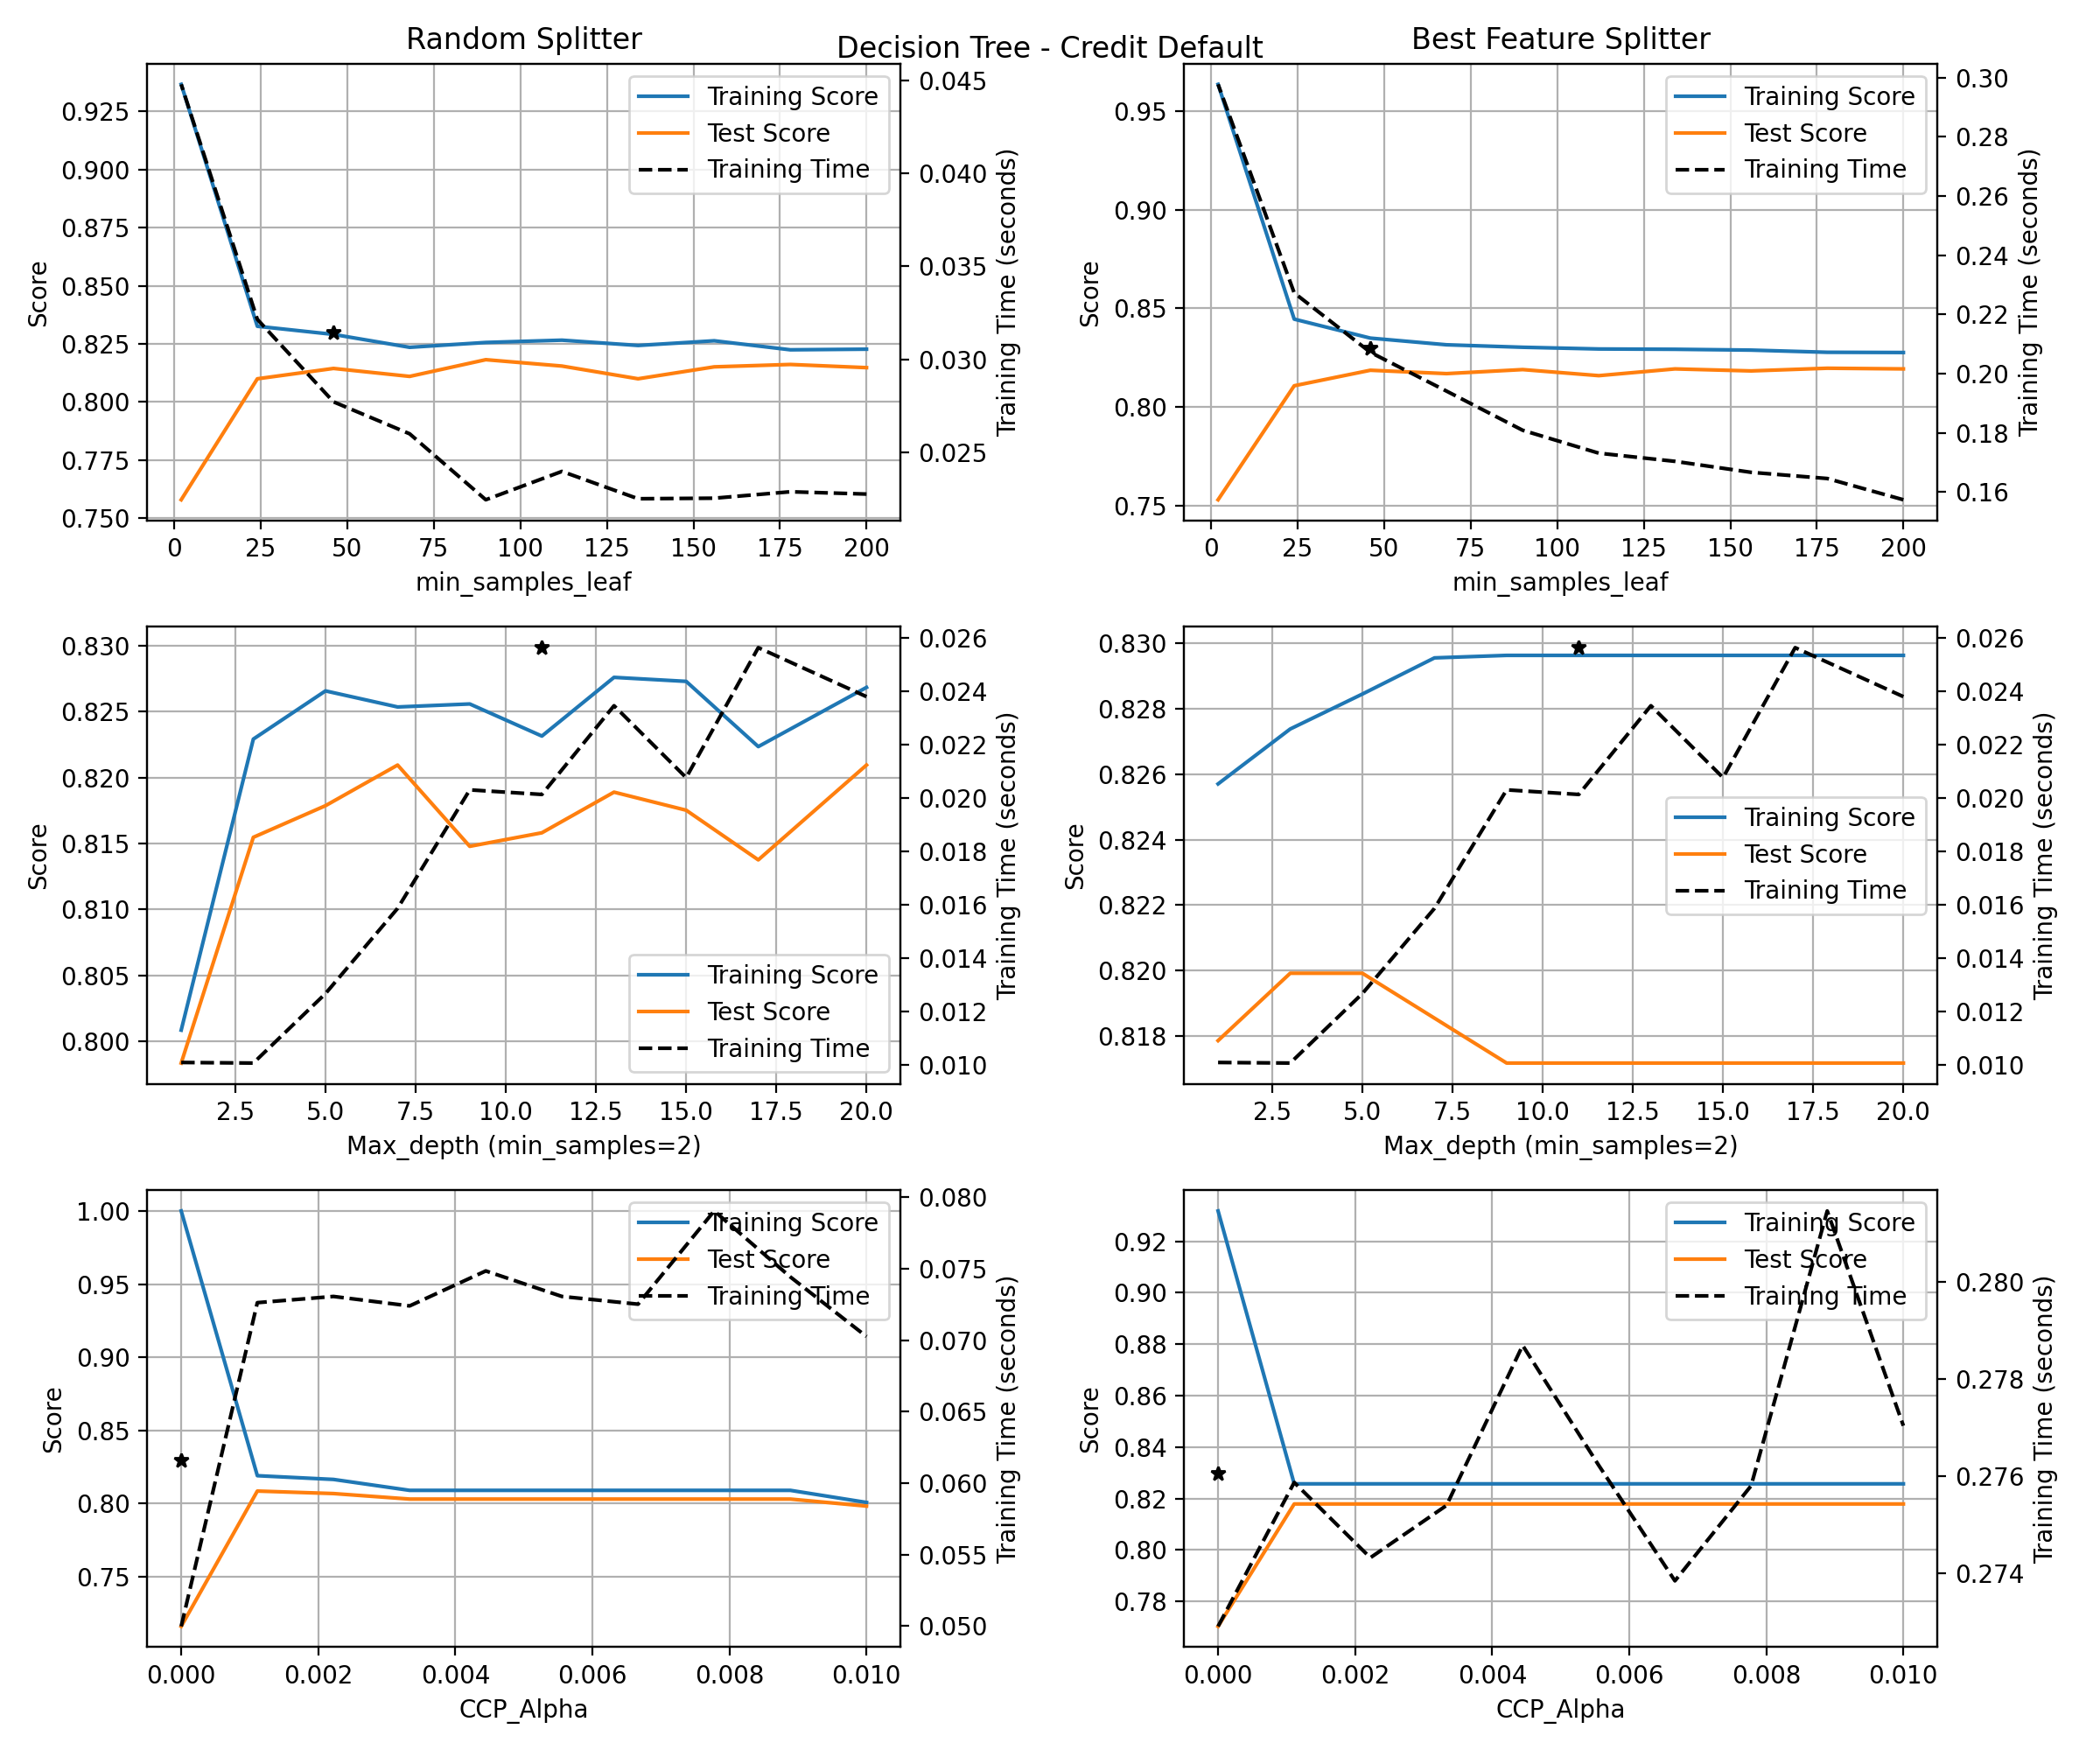 Decision Tree - Credit Default
Random Splitter
Training Score
Test Score
Training Time
0.925
0.900
0.875
0.850
0.825
0.800
0.775
0.750
Score
0.045
0.040
0.035
0.030
0.025
Training Time (seconds)
0 25 50 75 100 125 150 175 200
min_samples_leaf
Best Feature Splitter
Training Score
Test Score
Training Time
0.95
0.90
0.85
0.80
0.75
Score
0.30
0.28
0.26
0.24
0.22
0.20
0.18
0.16
Training Time (seconds)
0 25 50 75 100 125 150 175 200
min_samples_leaf
0.830
0.825
0.820
0.815
0.810
0.805
0.800
Score
Training Score
Test Score
Training Time
0.026
0.024
0.022
0.020
0.018
0.016
0.014
0.012
0.010
Training Time (seconds)
2.5 5.0 7.5 10.0 12.5 15.0 17.5 20.0
Max_depth (min_samples=2)
0.830
0.828
0.826
0.824
0.822
0.820
0.818
Score
Training Score
Test Score
Training Time
0.026
0.024
0.022
0.020
0.018
0.016
0.014
0.012
0.010
Training Time (seconds)
2.5 5.0 7.5 10.0 12.5 15.0 17.5 20.0
Max_depth (min_samples=2)
1.00
0.95
0.90
0.85
0.80
0.75
Score
Training Score
Test Score
Training Time
0.080
0.075
0.070
0.065
0.060
0.055
0.050
Training Time (seconds)
0.000 0.002 0.004 0.006 0.008 0.010
CCP_Alpha
0.92
0.90
0.88
0.86
0.84
0.82
0.80
0.78
Score
Training Score
Test Score
Training Time
0.280
0.278
0.276
0.274
Training Time (seconds)
0.000 0.002 0.004 0.006 0.008 0.010
CCP_Alpha